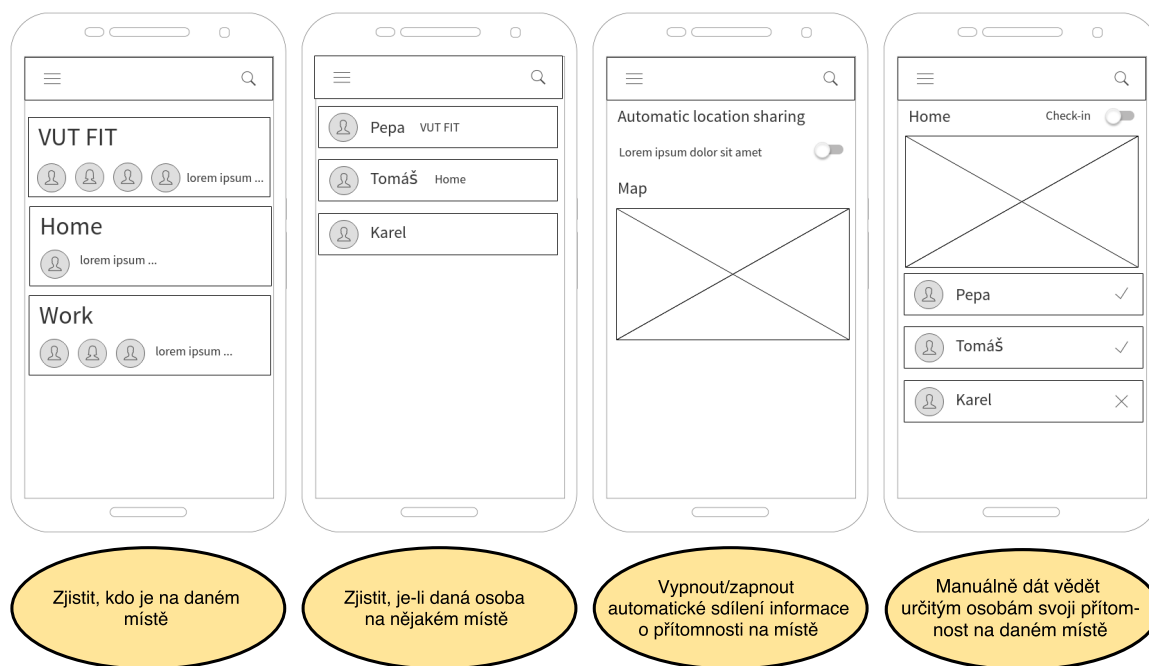 VUT FIT
lorem ipsum ...
Home
lorem ipsum ...
Work
lorem ipsum ...
Pepa VUT FIT
Tomáš Home
Karel
Automatic location sharing
Lorem ipsum dolor sit amet
Map
Home Check-in
Pepa
Tomáš
Karel
Zjistit, kdo je na daném
místě
Zjistit, je-li daná osoba
na nějakém místě
Vypnout/zapnout
automatické sdílení informace
o přítomnosti na místě
Manuálně dát vědět
určitým osobám svoji přítom-
nost na daném místě